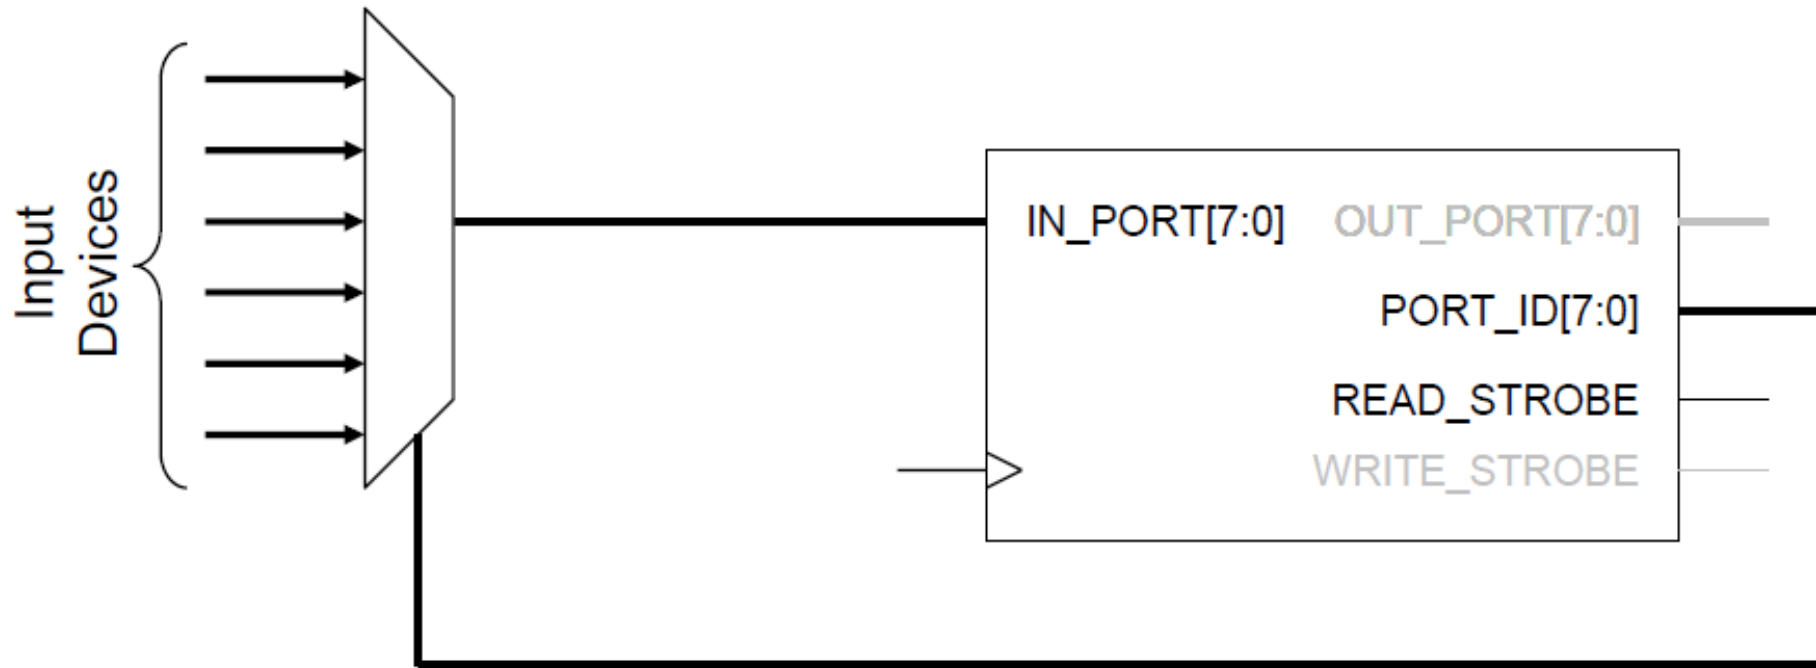 Input
Devices
IN_PORT[7:0]
OUT_PORT[7:0]
PORT_ID[7:0]
READ_STROBE
WRITE_STROBE